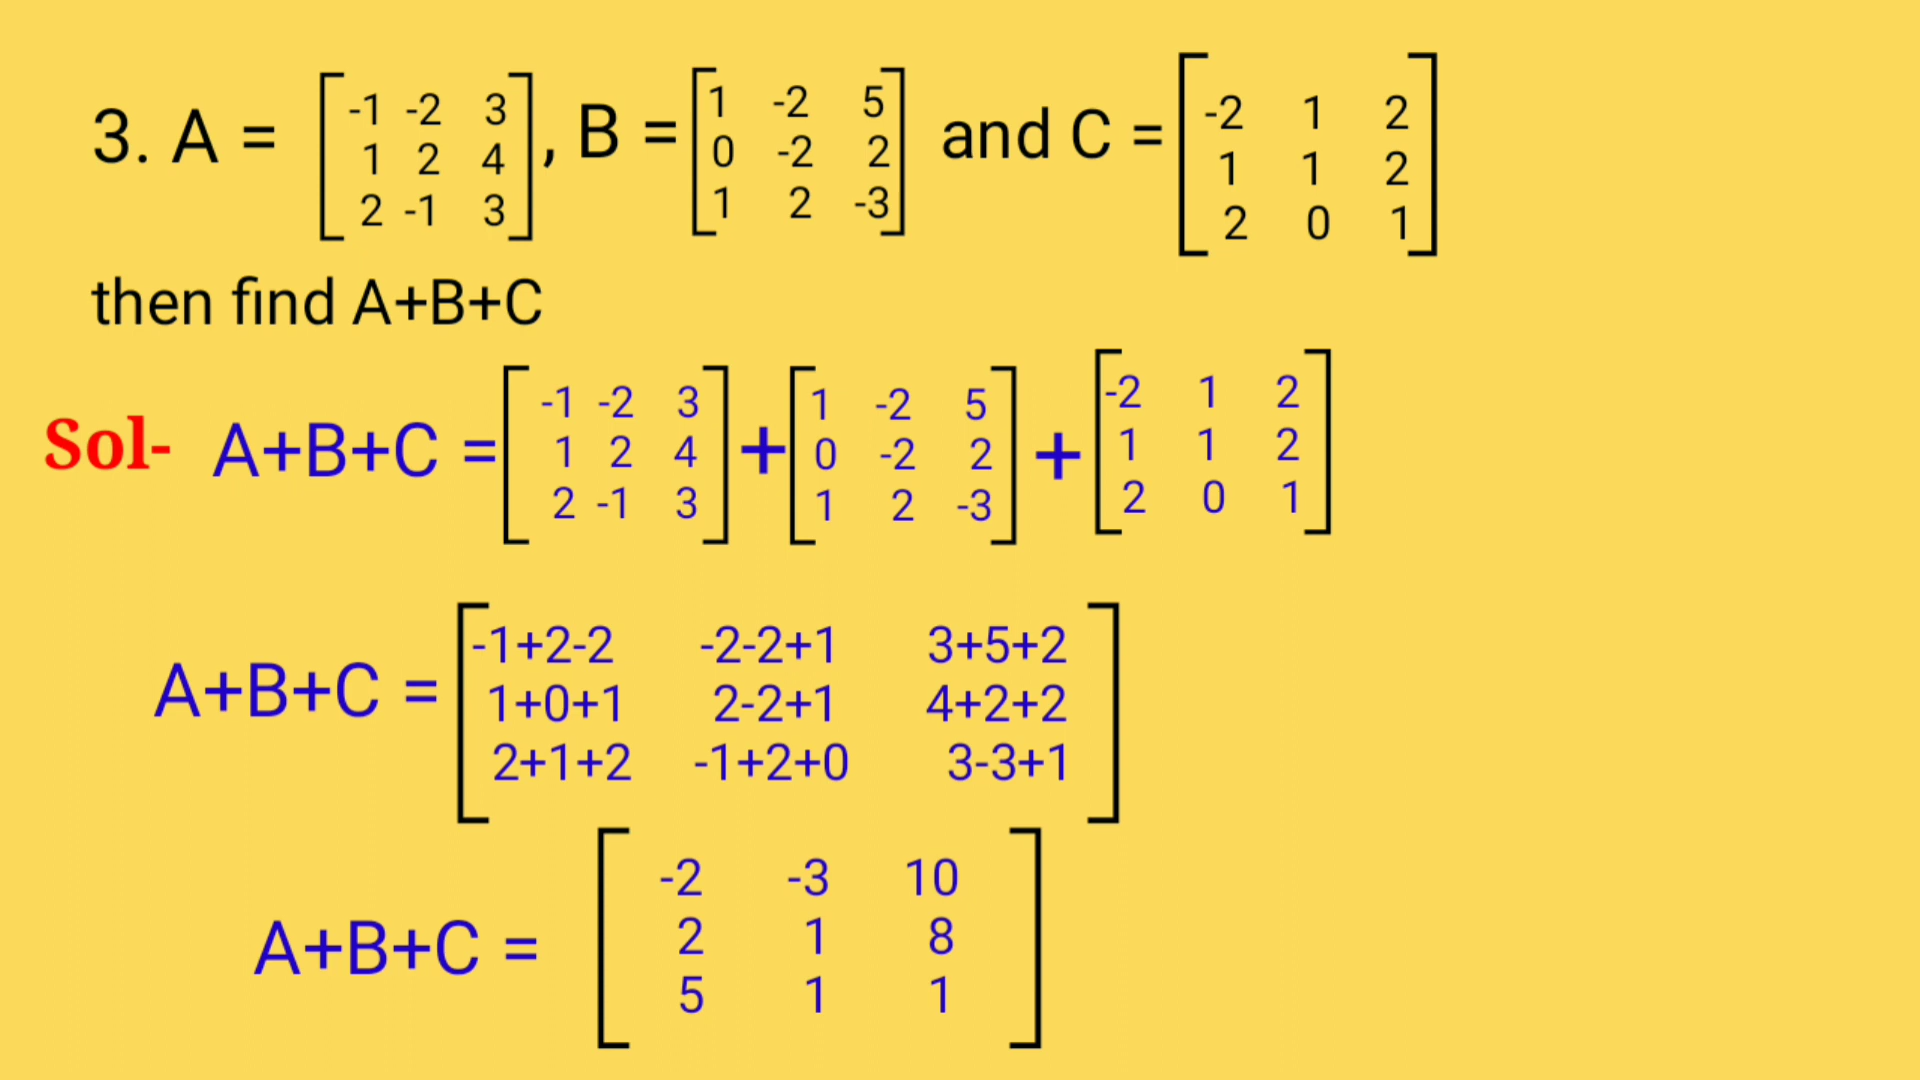 3. A = [-1 -2 3
1 2 4
2 -1 3] , B = [1 -2 5
0 -2 2
1 2 -3] and C = [-2 1 2
1 1 2
2 0 1]
then find A+B+C
Sol- A+B+C = [-1 -2 3
1 2 4
2 -1 3] + [1 -2 5
0 -2 2
1 2 -3] + [-2 1 2
1 1 2
2 0 1]
A+B+C = [-1+2-2 -2-2+1 3+5+2
1+0+1 2-2+1 4+2+2
2+1+2 -1+2+0 3-3+1]
A+B+C = [-2 -3 10
2 1 8
5 1 1]